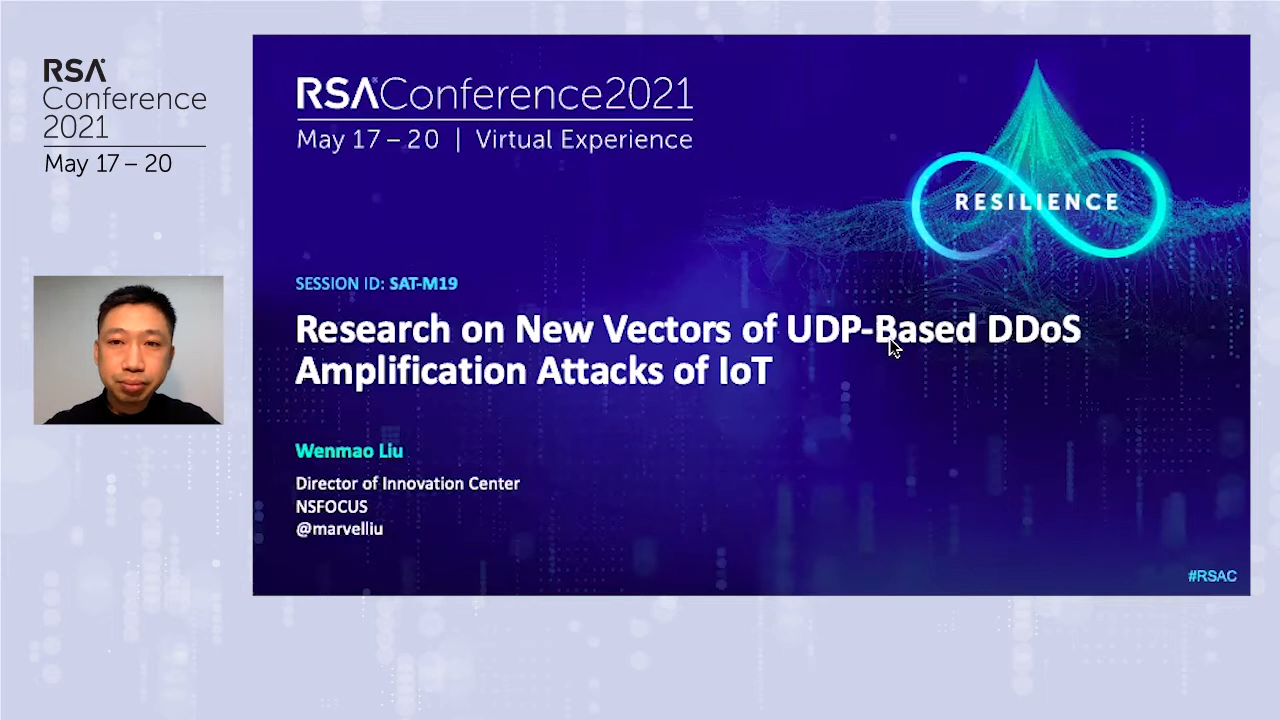 RSA
Conference
2021
May 17 – 20
RSAConference2021
May 17 – 20 | Virtual Experience
RESILIENCE
SESSION ID: SAT-M19
Research on New Vectors of UDP-Based DDoS
Amplification Attacks of IoT
Wenmao Liu
Director of Innovation Center
NSFOCUS
@marvelliu
#RSAC